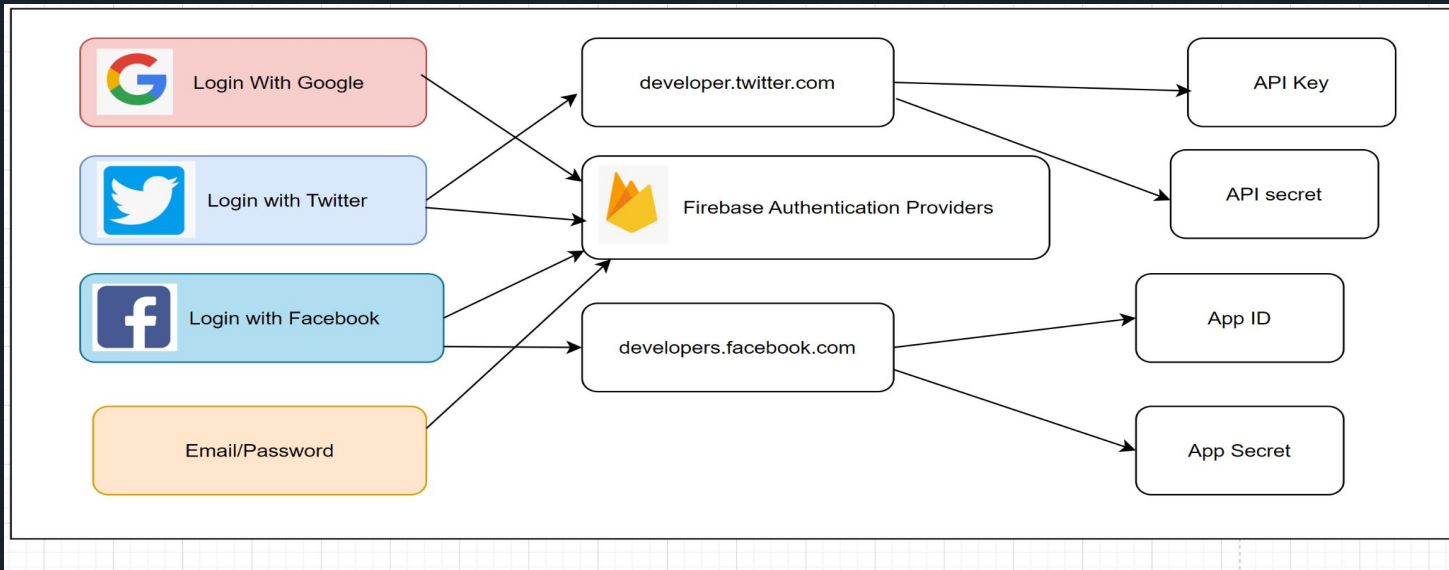 Login With Google
developer.twitter.com
API Key
Login with Twitter
Firebase Authentication Providers
API secret
Login with Facebook
developers.facebook.com
App ID
Email/Password
App Secret